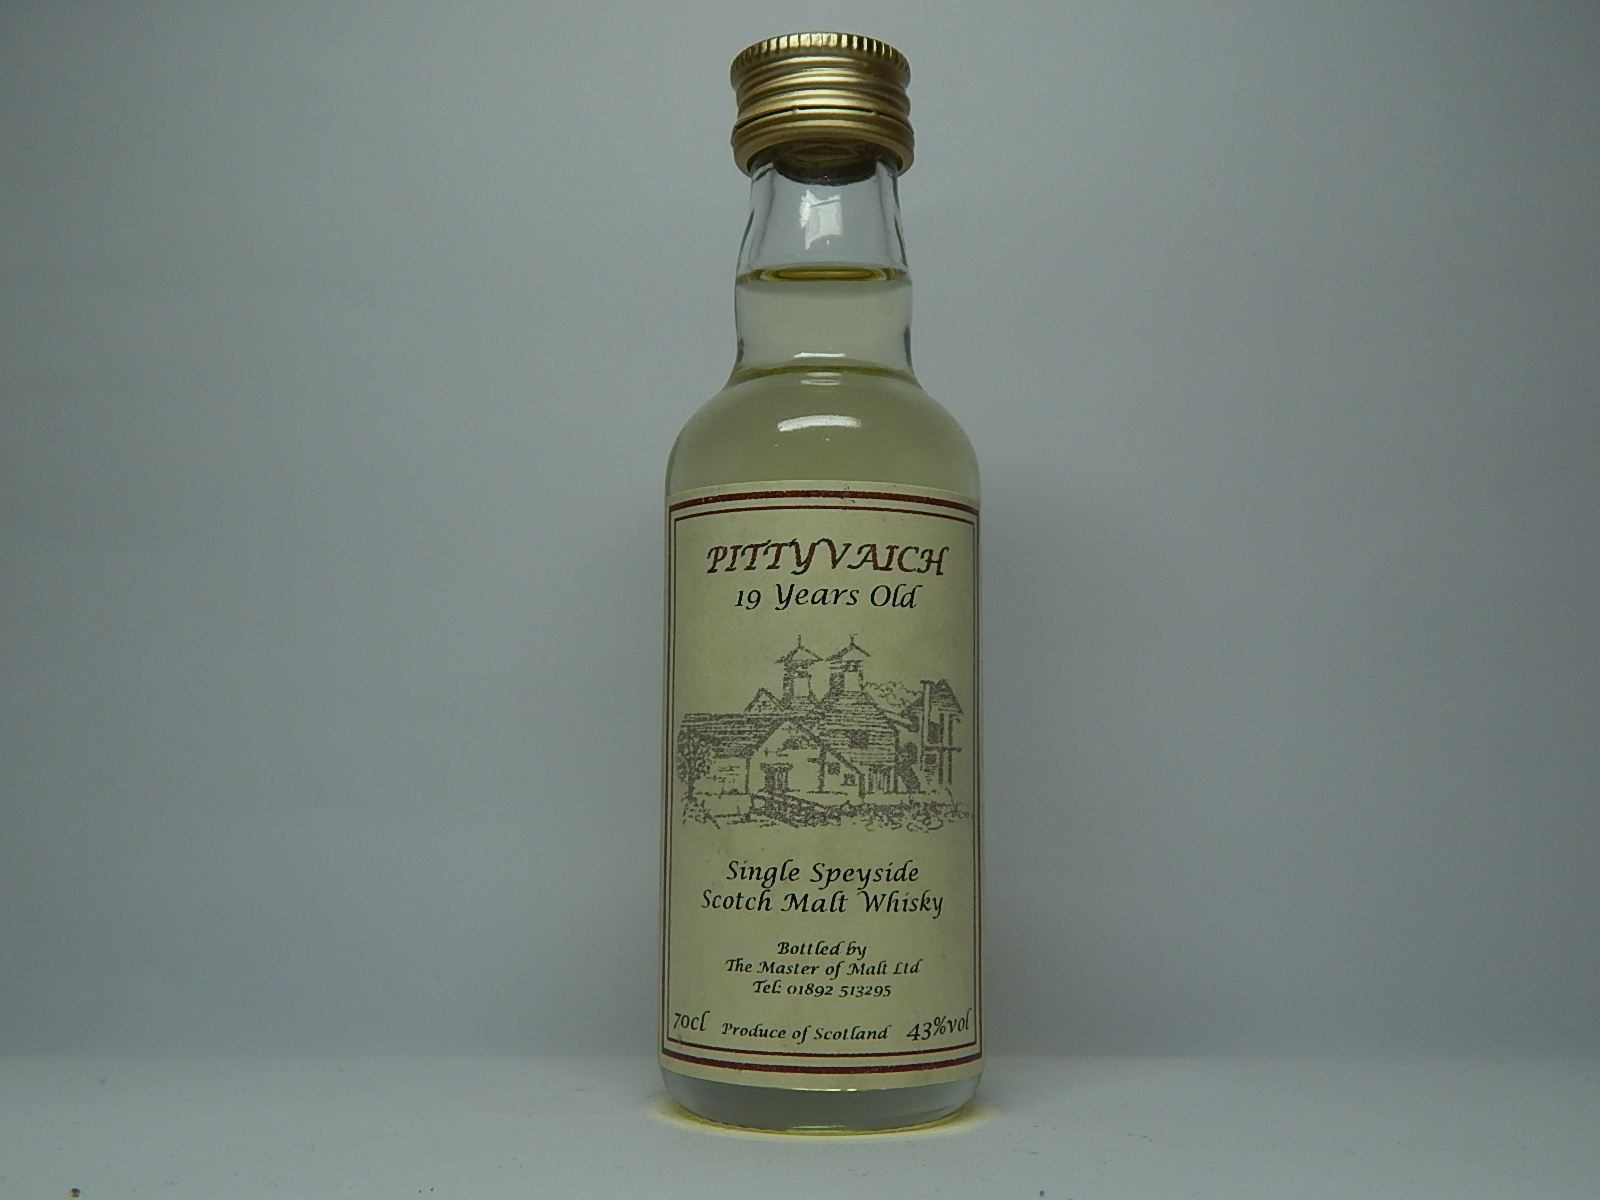 PITTYVAICH
19 Years Old
Single Speyside
Scotch Malt Whisky
Bottled by
The Master of Malt Ltd
Tel: 01892 513295
70cl Produce of Scotland 43%vol